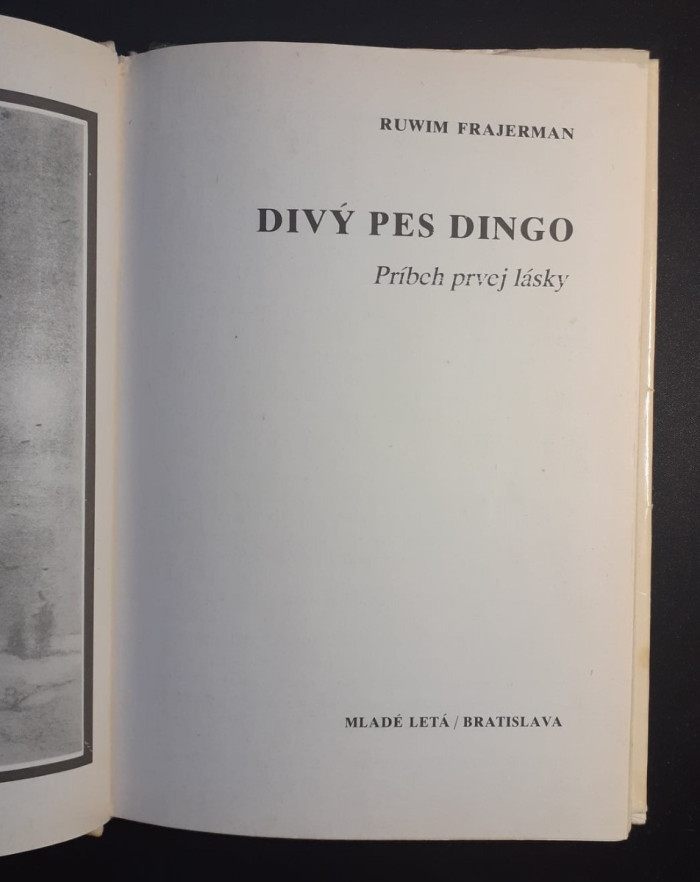 RUWIM FRAJERMAN
DIVÝ PES DINGO
Príbeh prvej lásky
MLADÉ LETÁ / BRATISLAVA